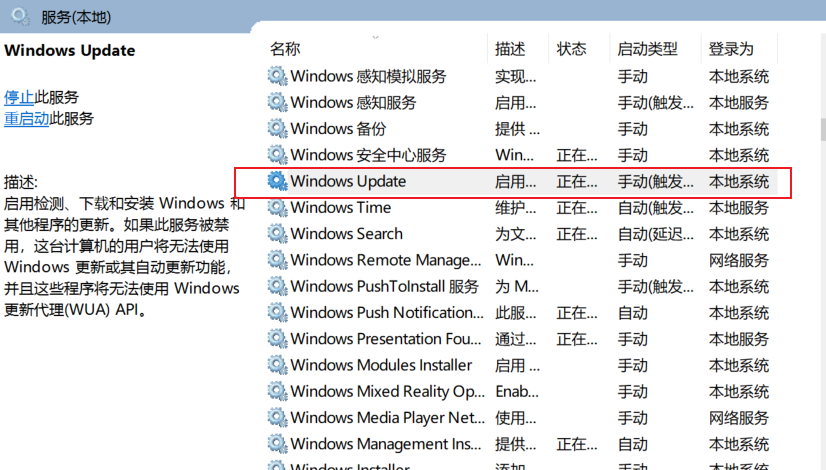 服务(本地)
Windows Update
停止此服务
重启动此服务
描述:
启用检测、下载和安装 Windows 和
其他程序的更新。如果此服务被禁
用，这台计算机的用户将无法使用
Windows 更新或其自动更新功能，
并且这些程序将无法使用 Windows
更新代理(WUA) API。
名称 描述 状态 启动类型 登录为
Windows 感知模拟服务 实现... 手动 本地系统
Windows 感知服务 启用... 手动(触发... 本地服务
Windows 备份 提供 ... 手动 本地系统
Windows 安全中心服务 Win... 正在... 手动 本地系统
Windows Update 启用... 正在... 手动(触发... 本地系统
Windows Time 维护... 正在... 自动(触发... 本地服务
Windows Search 为文... 正在... 自动(延迟... 本地系统
Windows Remote Manage... Win... 手动 网络服务
Windows PushToInstall 服务 为 M... 手动(触发... 本地系统
Windows Push Notification... 此服... 正在... 自动 本地系统
Windows Presentation Fou... 通过... 正在... 手动 本地服务
Windows Modules Installer 启用 ... 手动 本地系统
Windows Mixed Reality Op... Enab... 手动 本地系统
Windows Media Player Net... 使用... 手动 网络服务
Windows Management Ins... 提供... 正在... 自动 本地系统
Windows Installer 添加... 手动 本地系统